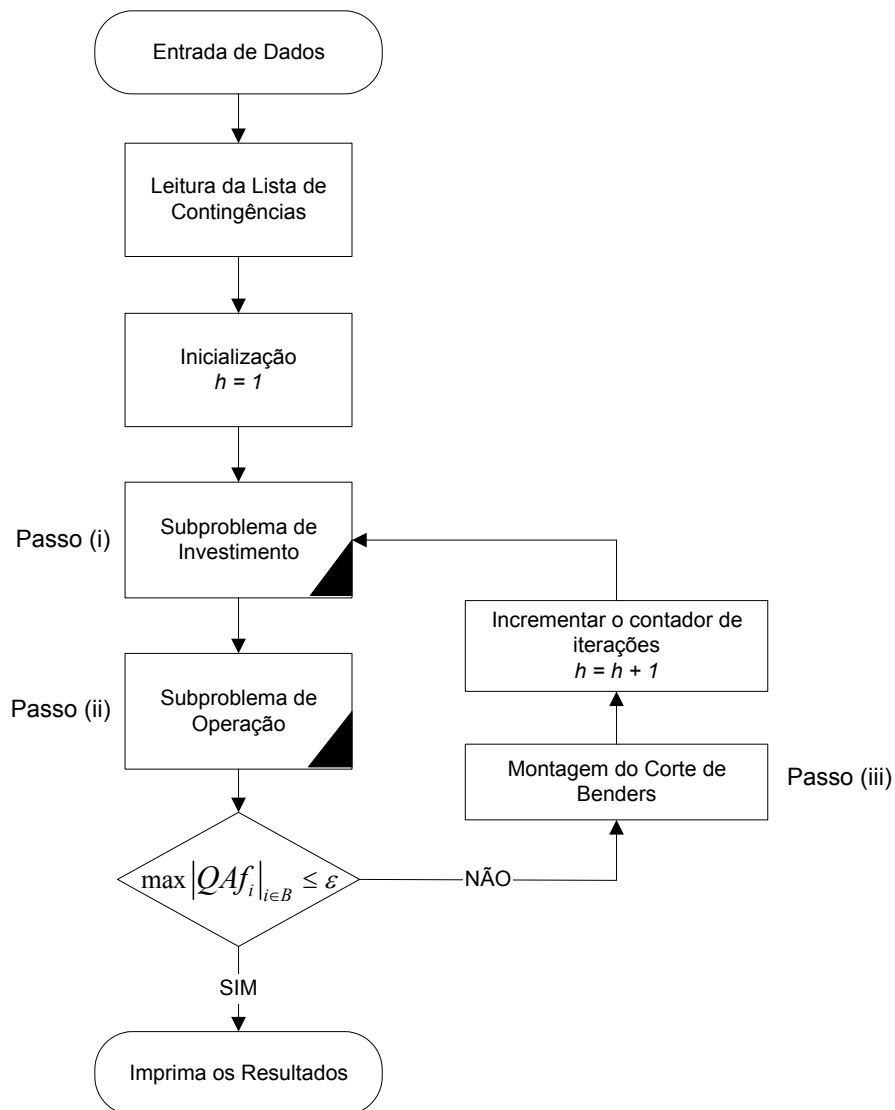 Entrada de Dados
Leitura da Lista de
Contingências
Inicialização
h = 1
Passo (i)
Subproblema de
Investimento
Passo (ii)
Subproblema de
Operação
max |QAf_i|_{i∈B} ≤ ε
NÃO
Montagem do Corte de
Benders
Passo (iii)
Incrementar o contador de
iterações
h = h + 1
SIM
Imprima os Resultados